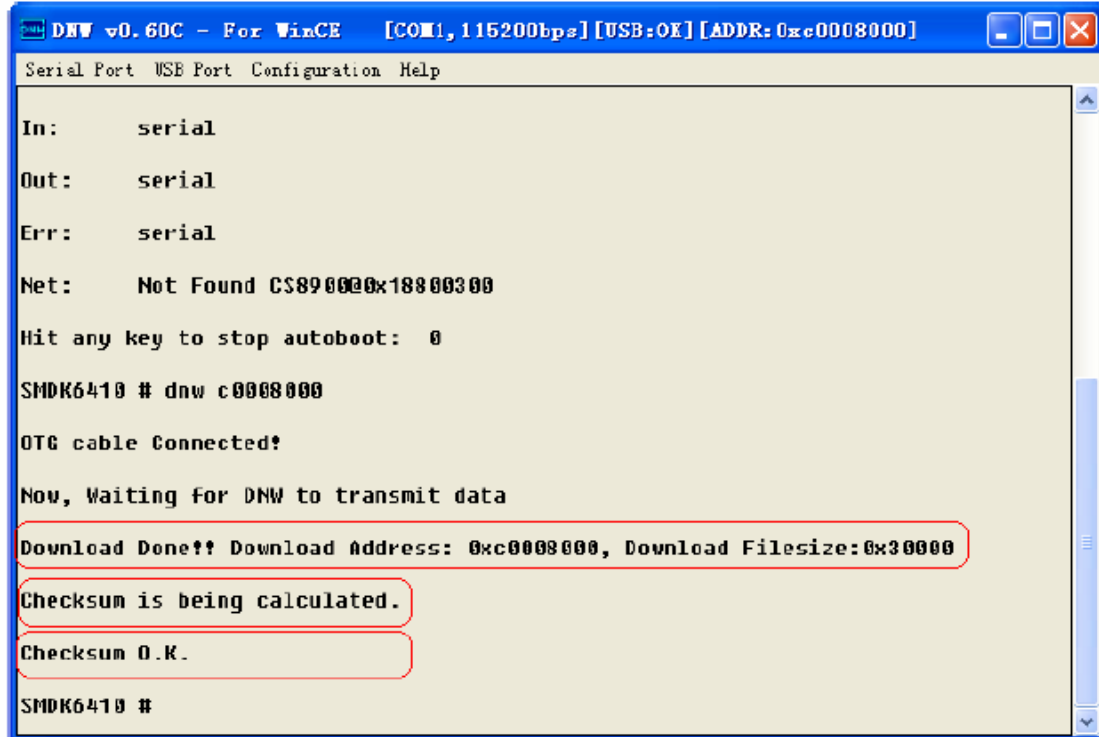 DNW v0.60C - For WinCE [COM1,115200bps][USB:OK][ADDR:0xc0008000]
Serial Port USB Port Configuration Help
In: serial
Out: serial
Err: serial
Net: Not Found CS8900@0x18800300
Hit any key to stop autoboot: 0
SMDK6410 # dnw c0008000
OTG cable Connected!
Now, Waiting for DNW to transmit data
Download Done!! Download Address: 0xc0008000, Download Filesize:0x30000
Checksum is being calculated.
Checksum O.K.
SMDK6410 #